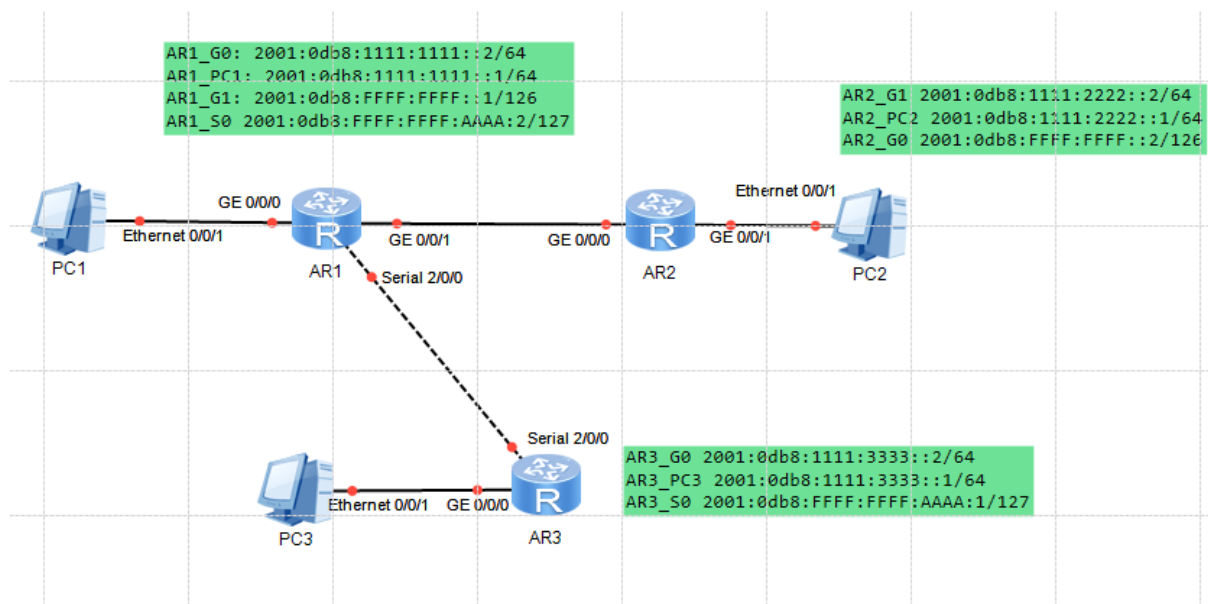 AR1_G0: 2001:0db8:1111:1111::2/64
AR1_PC1: 2001:0db8:1111:1111::1/64
AR1_G1: 2001:0db8:FFFF:FFFF::1/126
AR1_S0 2001:0db8:FFFF:FFFF:AAAA:2/127
AR2_G1 2001:0db8:1111:2222::2/64
AR2_PC2 2001:0db8:1111:2222::1/64
AR2_G0 2001:0db8:FFFF:FFFF::2/126
GE 0/0/0
Ethernet 0/0/1
PC1
AR1
GE 0/0/1
Serial 2/0/0
GE 0/0/0
AR2
GE 0/0/1
Ethernet 0/0/1
PC2
Serial 2/0/0
AR3_G0 2001:0db8:1111:3333::2/64
AR3_PC3 2001:0db8:1111:3333::1/64
AR3_S0 2001:0db8:FFFF:FFFF:AAAA:1/127
Ethernet 0/0/1
GE 0/0/0
PC3
AR3
R
R
R